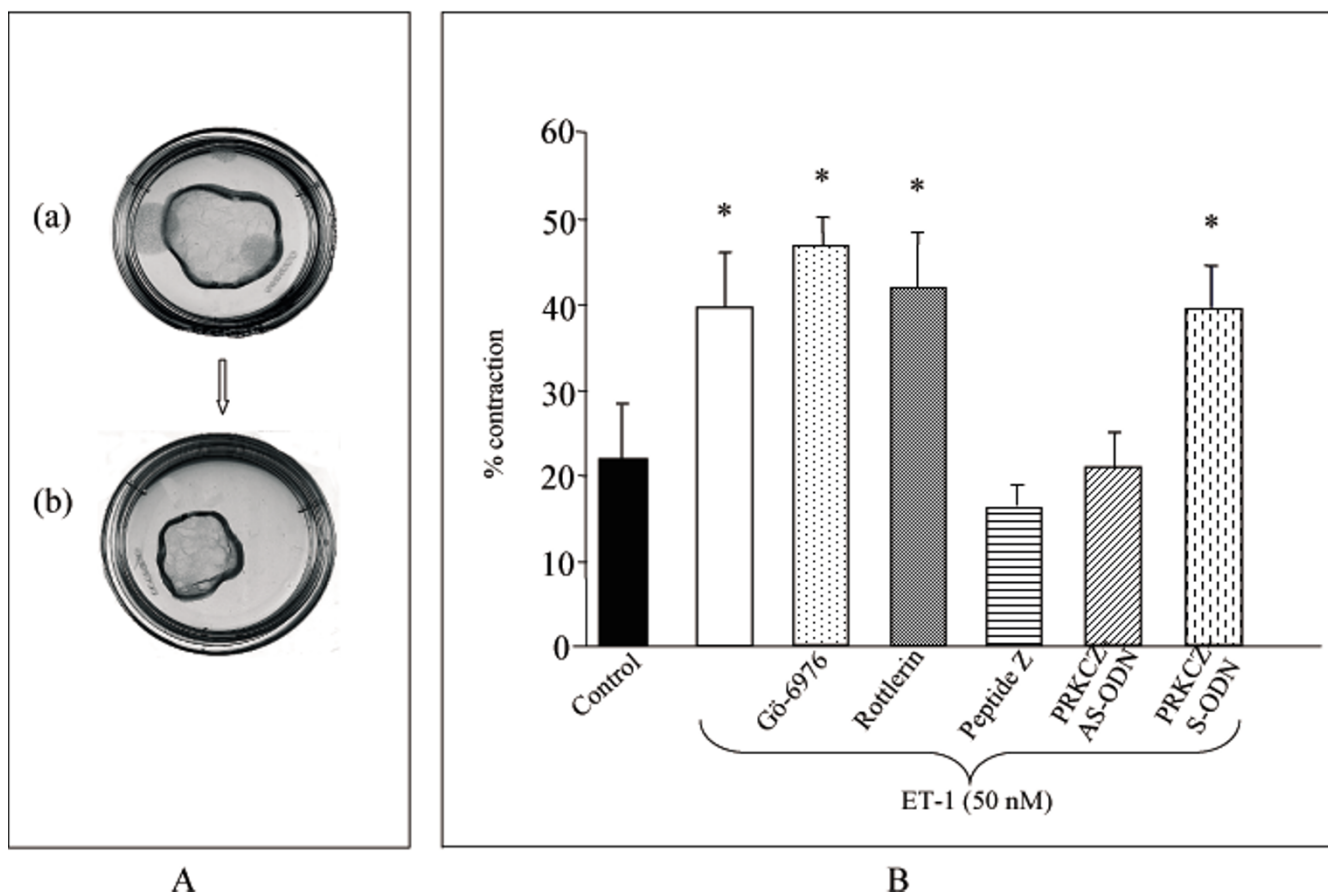 (a)
(b)
A
60
50
40
30
20
10
0
% contraction
* * * *
Control
Gö-6976
Rottlerin
Peptide Z
PRKCZ
AS-ODN
PRKCZ
S-ODN
ET-1 (50 nM)
B